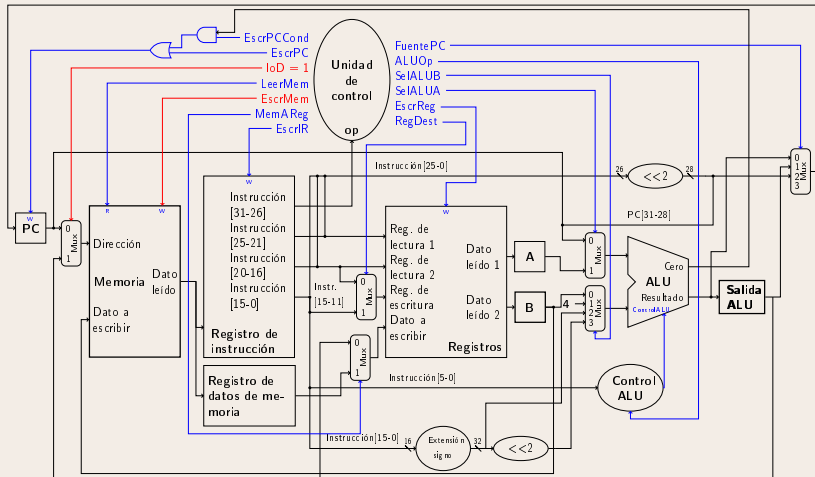 EscrPCCond
EscrPC
IoD = 1
LeerMem
EscrMem
MemAReg
EscrIR
Unidad
de
control
op
FuentePC
ALUOp
SelALUB
SelALUA
EscrReg
RegDest
Instrucción[25-0]
26
<<2
28
0
1
2
3
Mux
PC[31-28]
W
PC
0
1
Mux
R
W
Dirección
Memoria
Dato
leído
Dato a
escribir
W
Instrucción
[31-26]
Instrucción
[25-21]
Instrucción
[20-16]
Instrucción
[15-0]
Registro de
instrucción
Registro de
datos de me-
moria
Instr.
[15-11]
0
1
Mux
0
1
Mux
W
Reg. de
lectura 1
Reg. de
lectura 2
Reg. de
escritura
Dato a
escribir
Dato
leído 1
Dato
leído 2
Registros
A
B
4
0
1
Mux
0
1
2
3
Mux
Cero
ALU
Resultado
ControlALU
Salida
ALU
Instrucción[5-0]
Control
ALU
Instrucción[15-0]
16
Extensión
signo
32
<<2